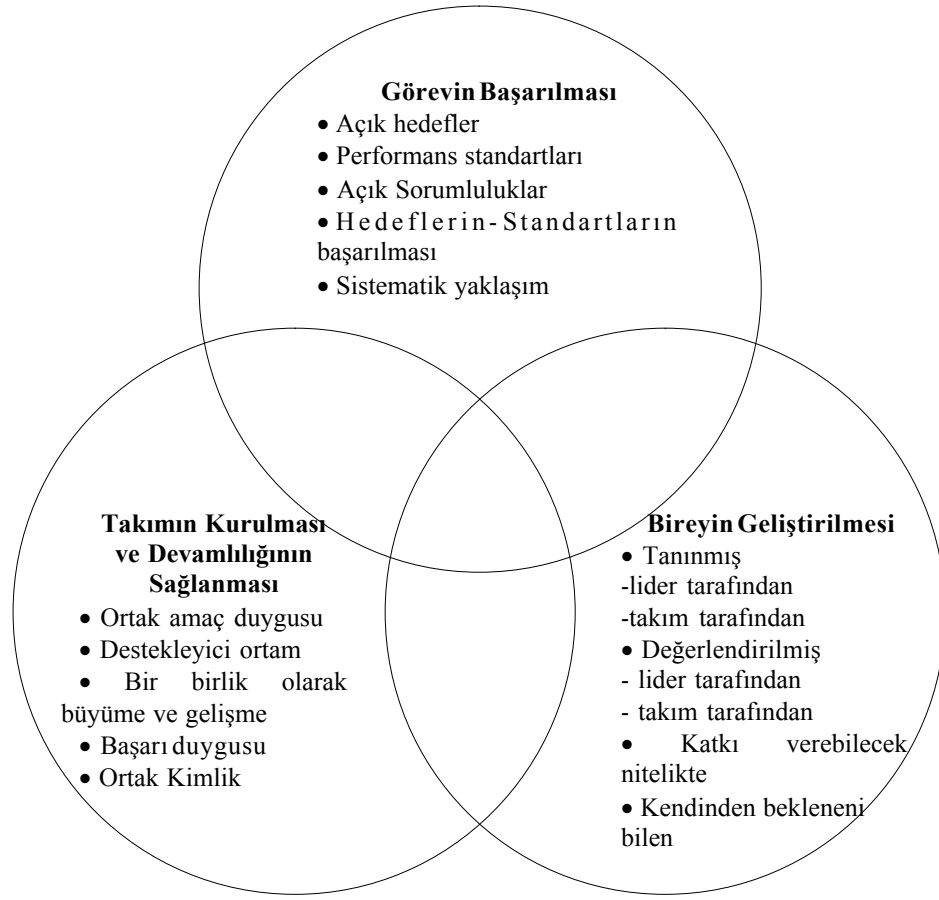 Görevin Başarılması
• Açık hedefler
• Performans standartları
• Açık Sorumluluklar
• Hedeflerin-Standartların
başarılması
• Sistematik yaklaşım
Takımın Kurulması
ve Devamlılığının
Sağlanması
• Ortak amaç duygusu
• Destekleyici ortam
• Bir birlik olarak
büyüme ve gelişme
• Başarı duygusu
• Ortak Kimlik
Bireyin Geliştirilmesi
• Tanınmış
-lider tarafından
-takım tarafından
• Değerlendirilmiş
- lider tarafından
- takım tarafından
• Katkı verebilecek
nitelikte
• Kendinden bekleneni
bilen